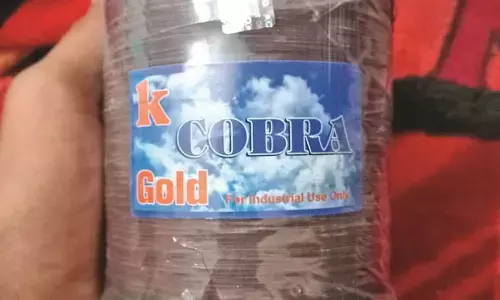 k
COBRA
Gold
For Industrial Use Only